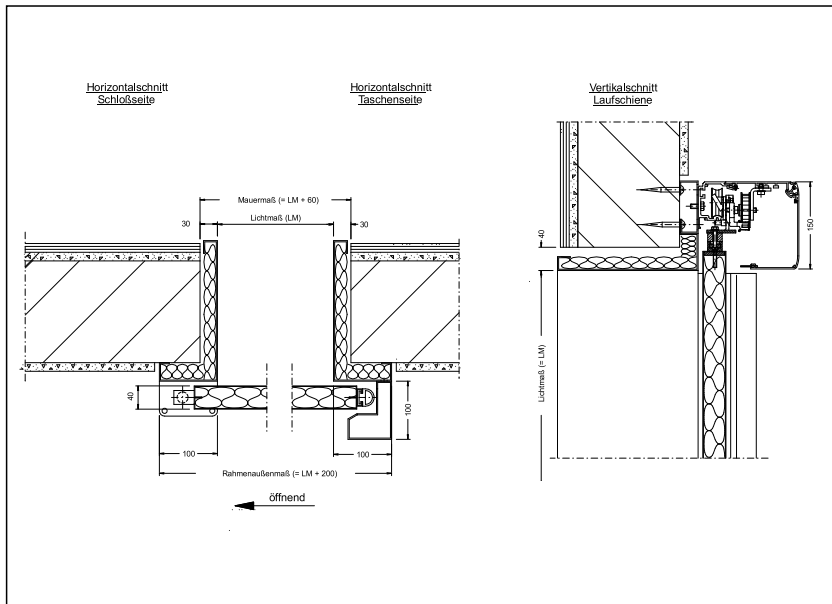 Horizontalschnitt
Schloßseite
Horizontalschnitt
Taschenseite
Vertikalschnitt
Laufschiene
Mauermaß (= LM + 60)
30
Lichtmaß (LM)
30
40
150
40
100
Lichtmaß (= LM)
100
100
Rahmenaußenmaß (= LM + 200)
öffnend